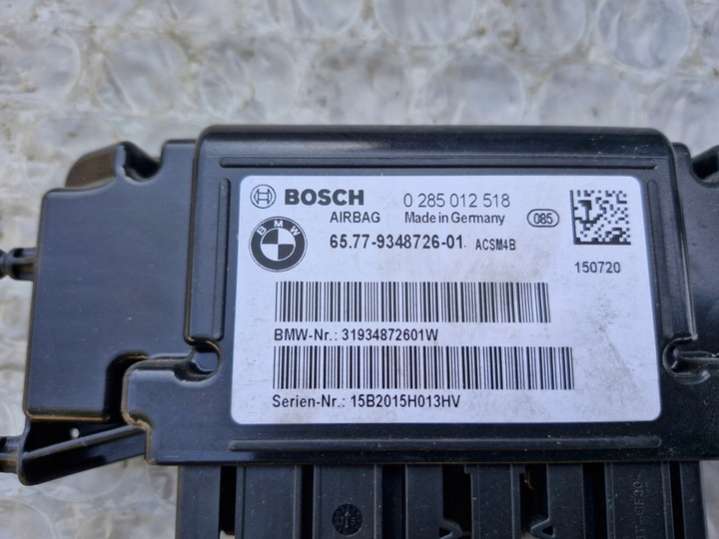 BOSCH 0 285 012 518
AIRBAG Made in Germany 085
BMW 65.77-9348726-01 ACSM4B
150720
BMW-Nr.: 31934872601W
Serien-Nr.: 15B2015H013HV